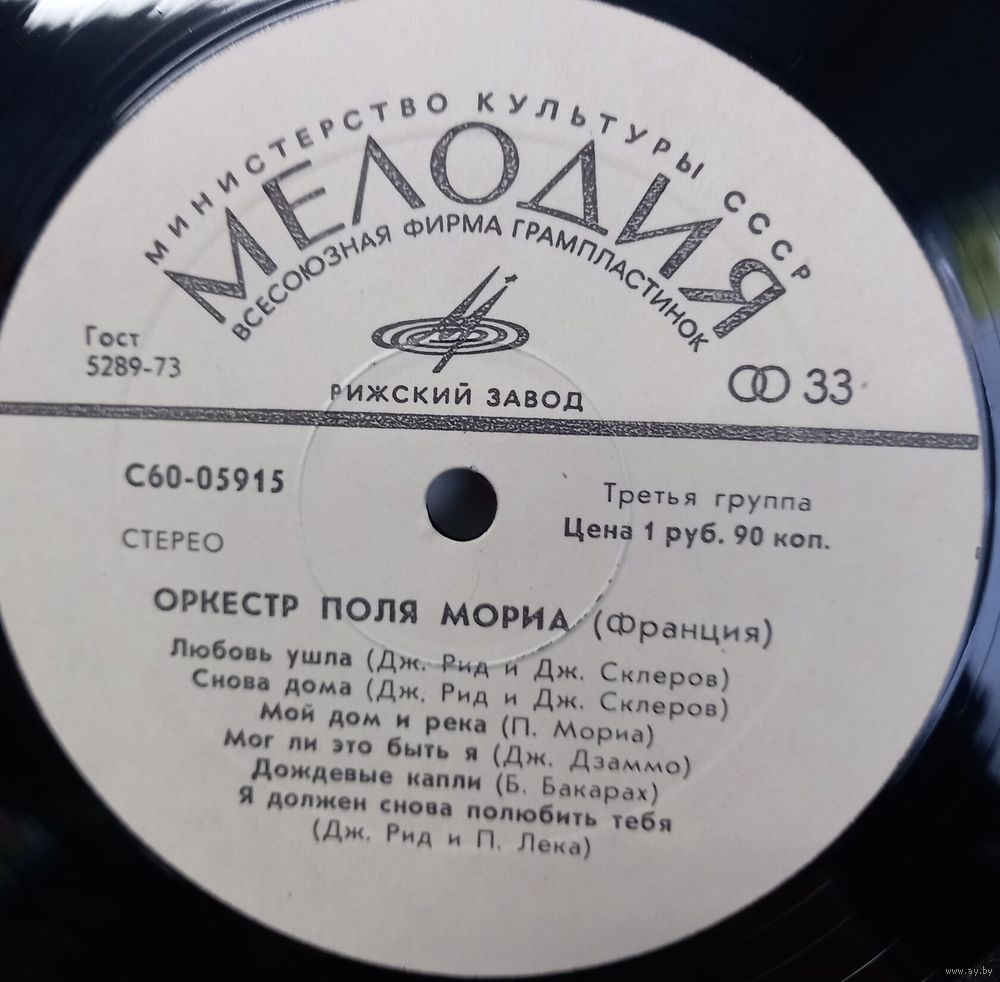 МИНИСТЕРСТВО КУЛЬТУРЫ СССР
МЕЛОДИЯ
ВСЕСОЮЗНАЯ ФИРМА ГРАМПЛАСТИНОК
Гост
5289-73
РИЖСКИЙ ЗАВОД
33
С60-05915
Третья группа
Цена 1 руб. 90 коп.
СТЕРЕО
ОРКЕСТР ПОЛЯ МОРИА (Франция)
Любовь ушла (Дж. Рид и Дж. Склеров)
Снова дома (Дж. Рид и Дж. Склеров)
Мой дом и река (П. Мориа)
Мог ли это быть я (Дж. Дзаммо)
Дождевые капли (Б. Бакарах)
Я должен снова полюбить тебя
(Дж. Рид и П. Лека)
www.ay.by